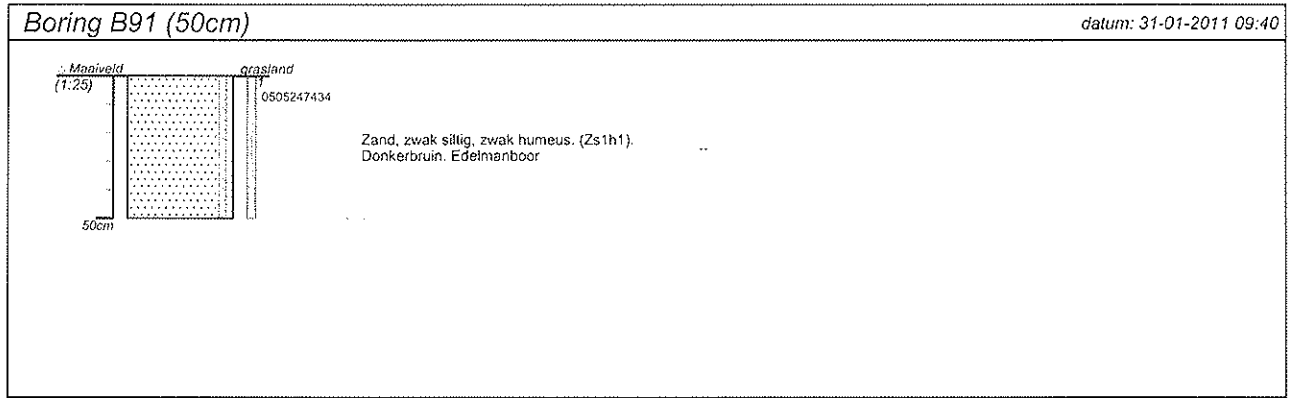 Boring B91 (50cm)
datum: 31-01-2011 09:40
Maaiveld
grasland
(1:25)
1
0505247434
Zand, zwak siltig, zwak humeus. (Zs1h1).
Donkerbruin. Edelmanboor
50cm